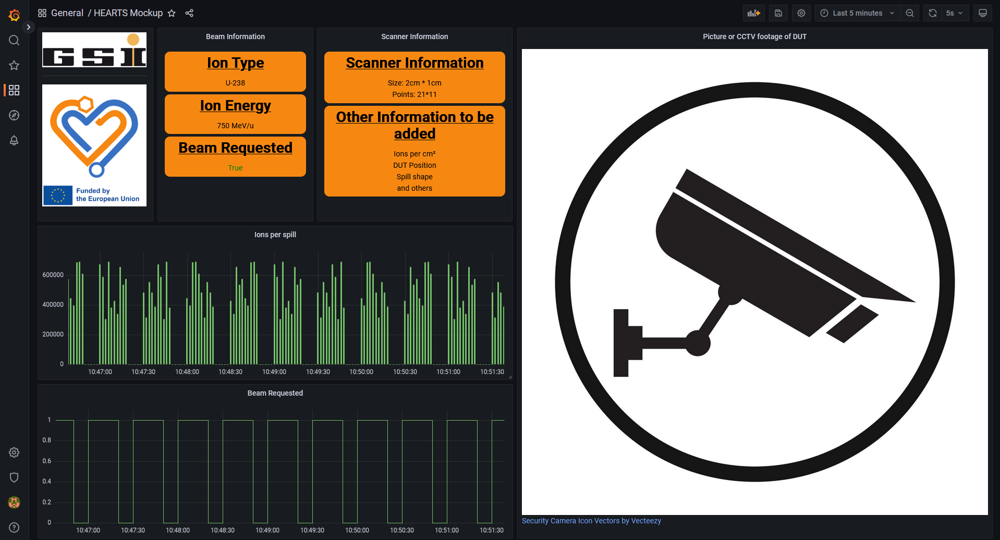 General / HEARTS Mockup
Last 5 minutes
5s
GSI
Funded by
the European Union
Beam Information
Ion Type
U-238
Ion Energy
750 MeV/u
Beam Requested
True
Scanner Information
Scanner Information
Size: 2cm * 1cm
Points: 21*11
Other Information to be
added
Ions per cm²
DUT Position
Spill shape
and others
Picture or CCTV footage of DUT
Security Camera Icon Vectors by Vecteezy
Ions per spill
600000
400000
200000
0
10:47:00 10:47:30 10:48:00 10:48:30 10:49:00 10:49:30 10:50:00 10:50:30 10:51:00 10:51:30
Beam Requested
1
0.8
0.6
0.4
0.2
0
10:47:00 10:47:30 10:48:00 10:48:30 10:49:00 10:49:30 10:50:00 10:50:30 10:51:00 10:51:30